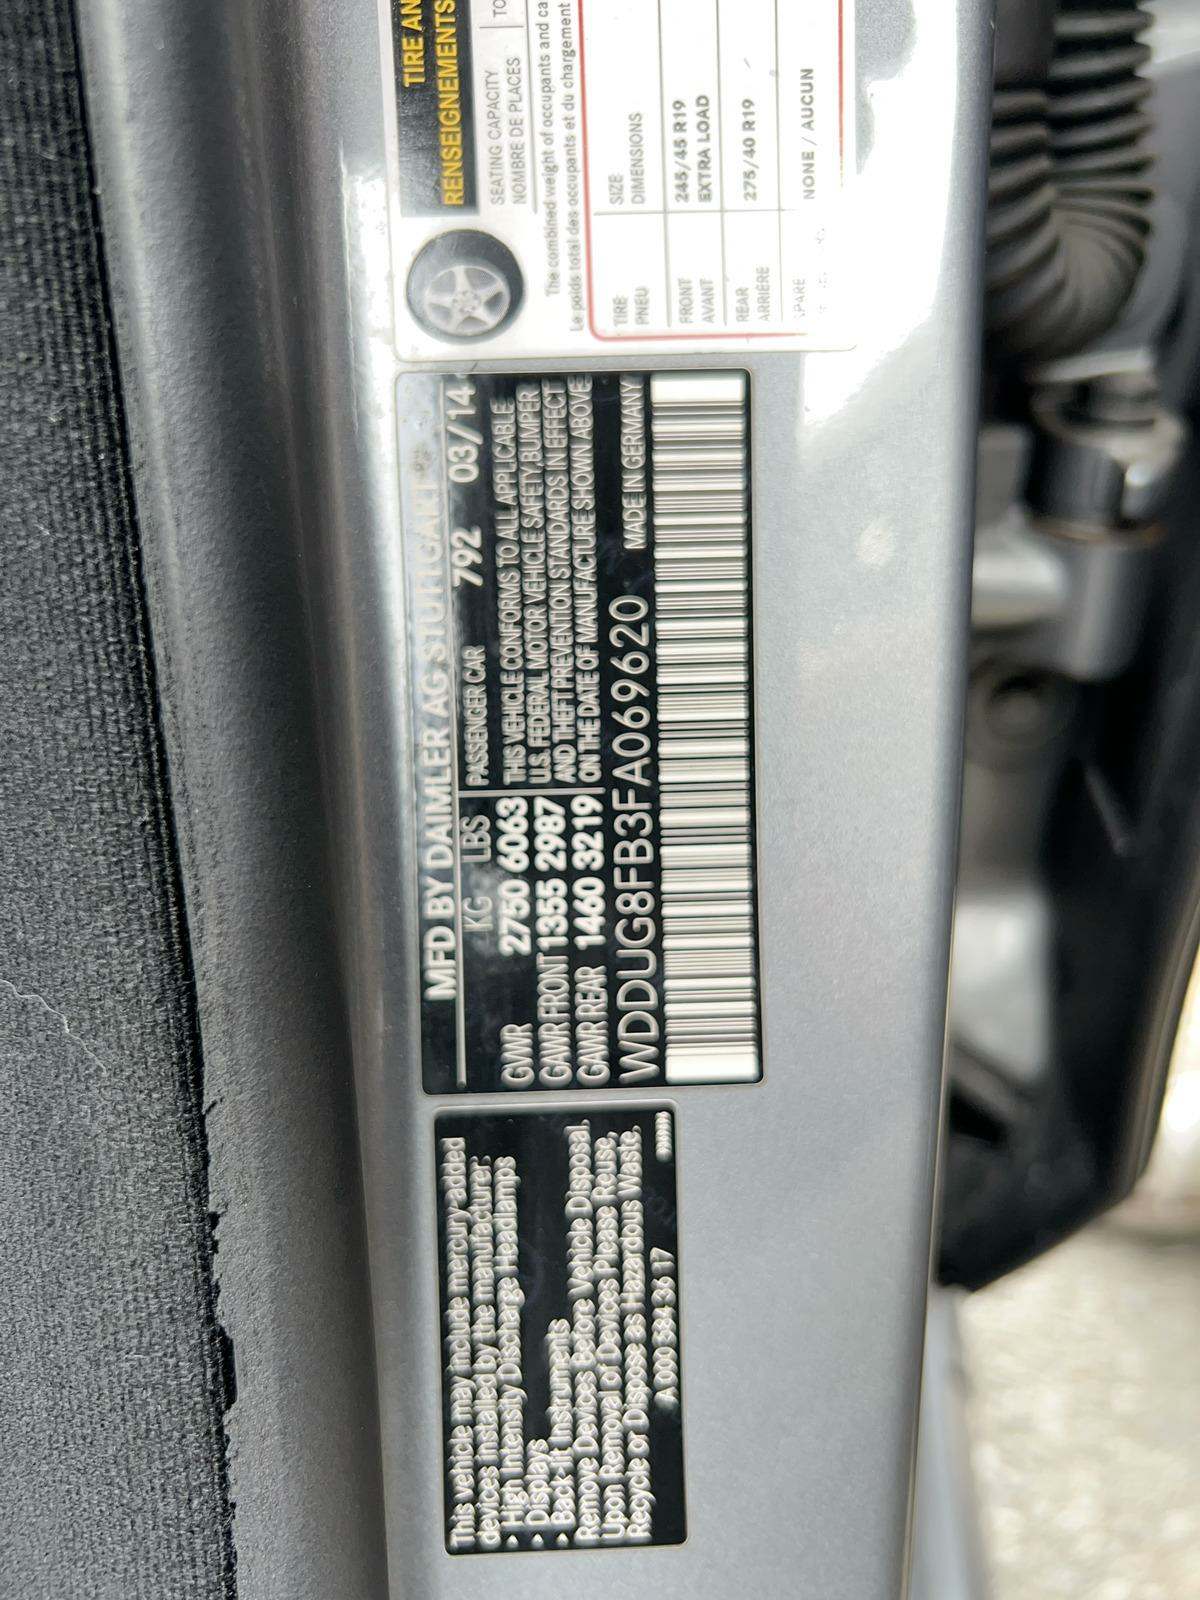 TIRE AN
RENSEIGNEMENTS
SEATING CAPACITY
NOMBRE DE PLACES
TO
The combined weight of occupants and ca
Le poids total des occupants et du chargement
TIRE SIZE
PNEU DIMENSIONS
FRONT 245/45 R19
AVANT EXTRA LOAD
REAR 275/40 R19
ARRIÈRE
NONE / AUCUN
MFD BY DAIMLER AG STUTTGART
KG LBS PASSENGER CAR 792 03/14
GWR 2750 6063
GAWR FRONT 1355 2987
GAWR REAR 1460 3219
THIS VEHICLE CONFORMS TO ALL APPLICABLE
U.S. FEDERAL MOTOR VEHICLE SAFETY, BUMPER
AND THEFT PREVENTION STANDARDS IN EFFECT
ON THE DATE OF MANUFACTURE SHOWN ABOVE
WDDUG8FB3FA069620 MADE IN GERMANY
This vehicle may include mercury-added
devices installed by the manufacturer:
• High Intensity Discharge Headlamps
• Displays
• Back-lit Instruments
Remove Devices Before Vehicle Disposal.
Upon Removal of Devices Please Reuse,
Recycle or Dispose as Hazardous Waste.
A 000 584 36 17